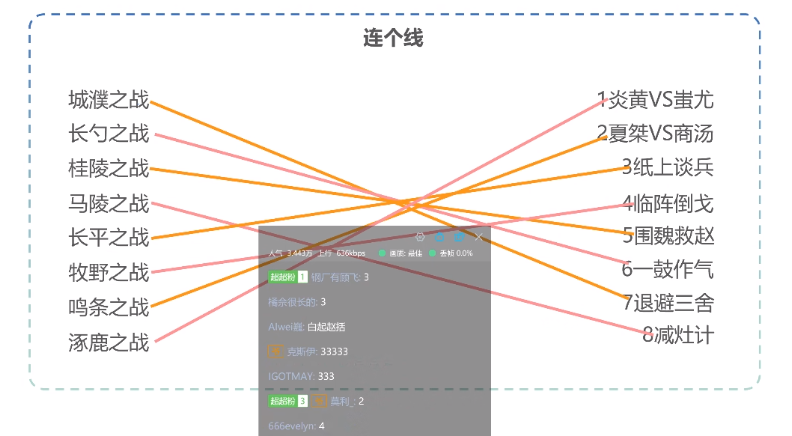 连个线
城濮之战
长勺之战
桂陵之战
马陵之战
长平之战
牧野之战
鸣条之战
涿鹿之战
1炎黄VS蚩尤
2夏桀VS商汤
3纸上谈兵
4临阵倒戈
5围魏救赵
6一鼓作气
7退避三舍
8减灶计
人气: 3.443万 上行: 636kbps 画质: 最佳 丢帧 0.0%
超超粉 1 钢厂有颈飞: 3
桶奈很长的: 3
Alwei靓: 白起赵括
克斯伊: 33333
IGOTMAY: 333
超超粉 3 莫利_: 2
666evelyn: 4